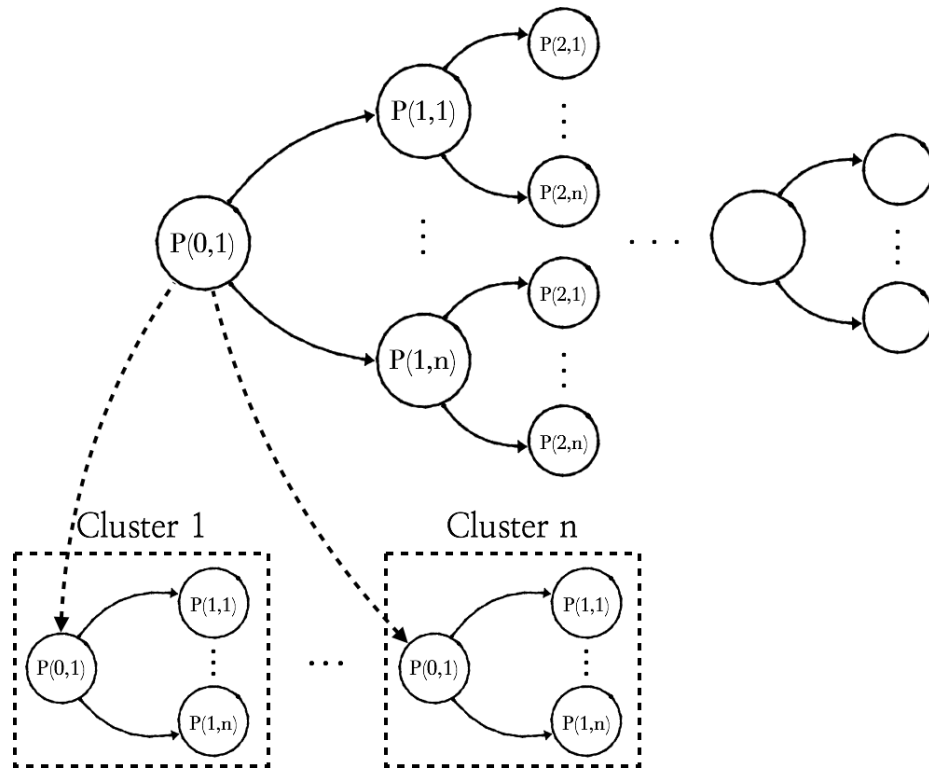 P(2,1)
P(1,1)
P(2,n)
P(0,1)
P(2,1)
P(1,n)
P(2,n)
Cluster 1
Cluster n
P(1,1)
P(0,1)
P(1,n)
P(1,1)
P(0,1)
P(1,n)